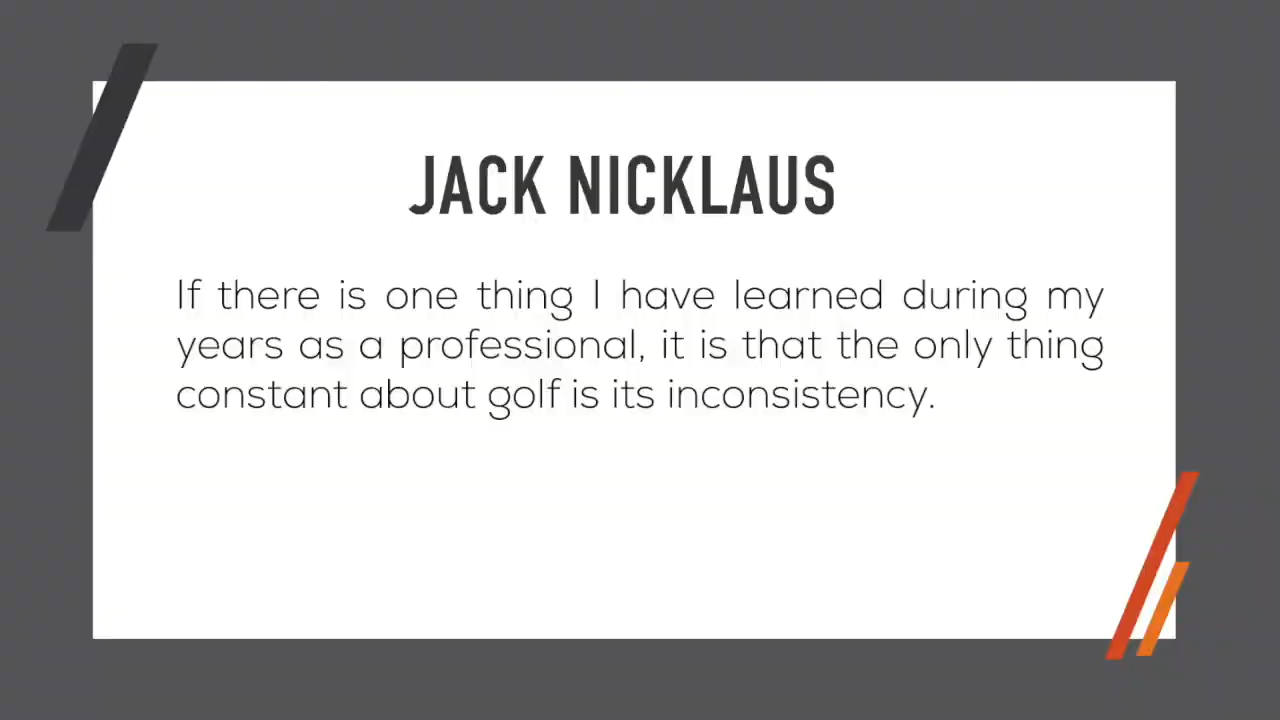 JACK NICKLAUS
If there is one thing I have learned during my
years as a professional, it is that the only thing
constant about golf is its inconsistency.